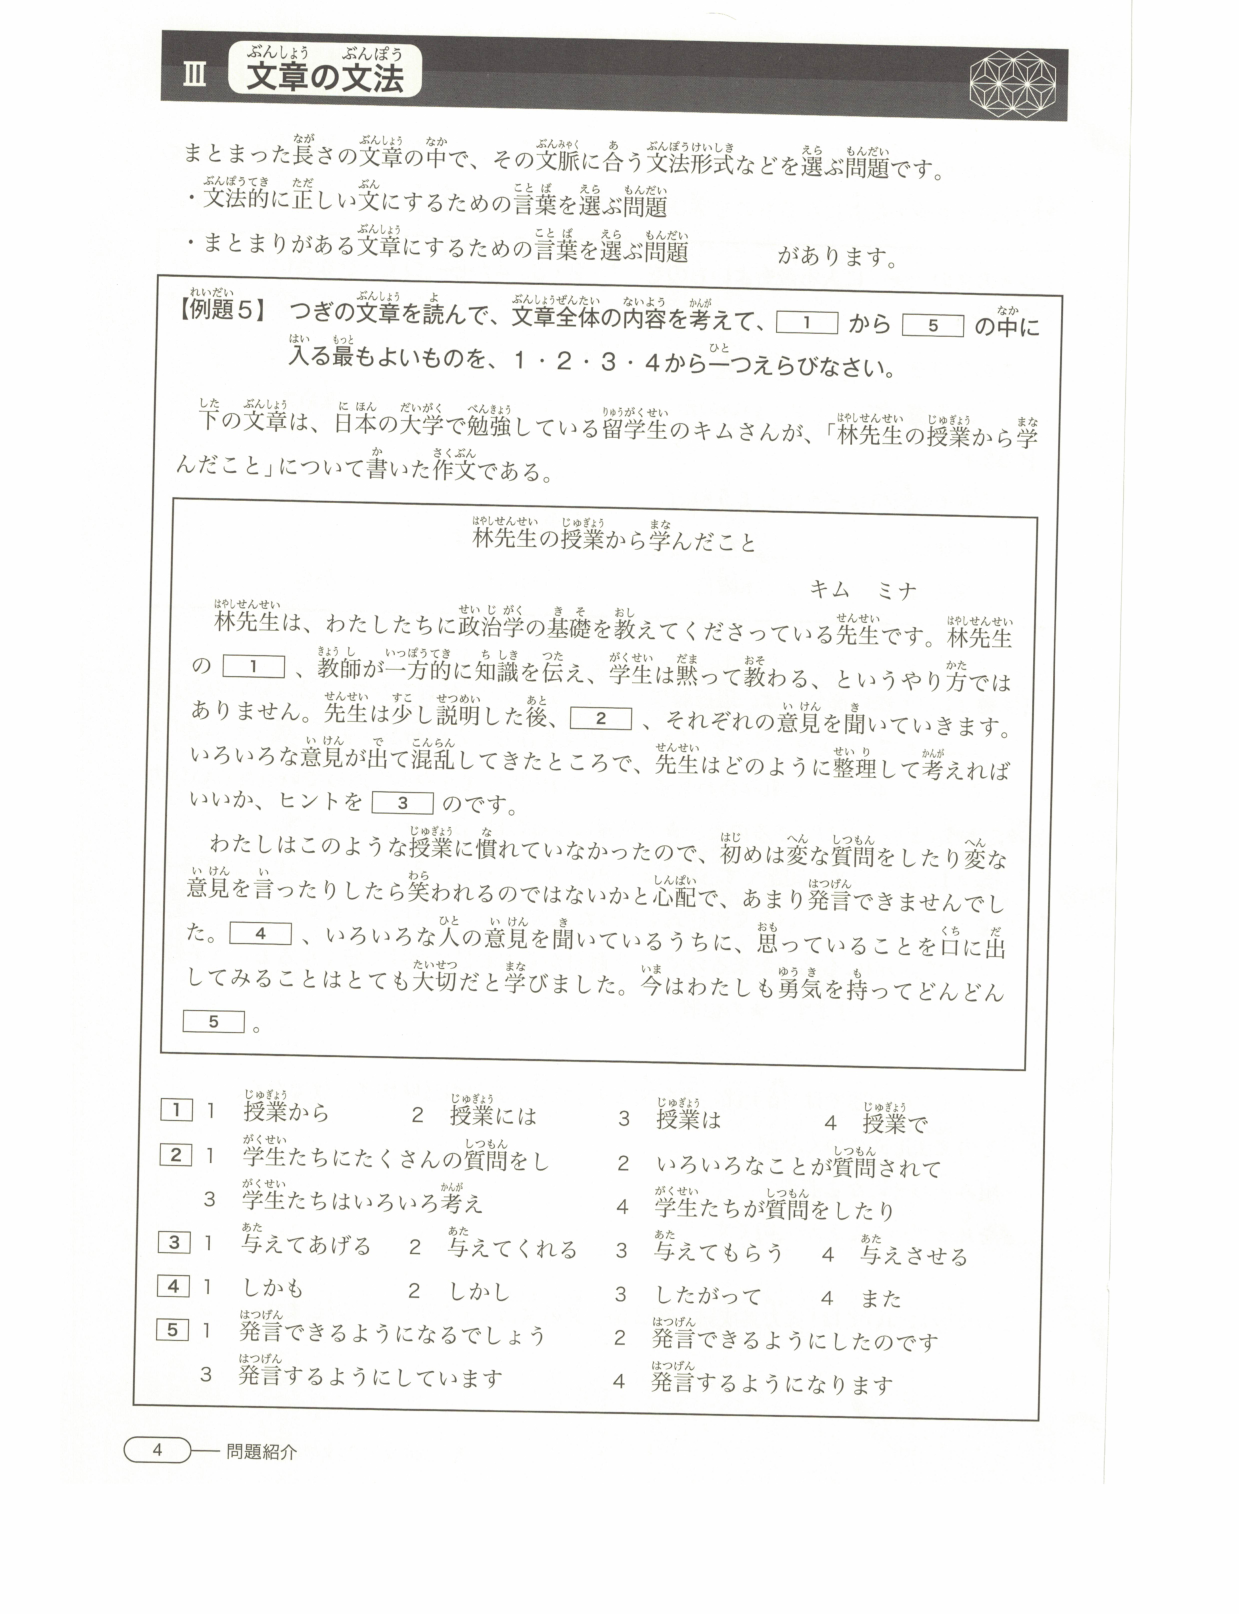 Ⅲ 文章の文法
まとまった長さの文章の中で、その文脈に合う文法形式などを選ぶ問題です。
・文法的に正しい文にするための言葉を選ぶ問題
・まとまりがある文章にするための言葉を選ぶ問題　があります。
【例題5】 つぎの文章を読んで、文章全体の内容を考えて、 1 から 5 の中に
入る最もよいものを、1・2・3・4から一つえらびなさい。
下の文章は、日本の大学で勉強している留学生のキムさんが、「林先生の授業から学
んだこと」について書いた作文である。
林先生の授業から学んだこと
キム　ミナ
林先生は、わたしたちに政治学の基礎を教えてくださっている先生です。林先生
の 1 、教師が一方的に知識を伝え、学生は黙って教わる、というやり方では
ありません。先生は少し説明した後、 2 、それぞれの意見を聞いていきます。
いろいろな意見が出て混乱してきたところで、先生はどのように整理して考えれば
いいか、ヒントを 3 のです。
わたしはこのような授業に慣れていなかったので、初めは変な質問をしたり変な
意見を言ったりしたら笑われるのではないかと心配で、あまり発言できませんでし
た。 4 、いろいろな人の意見を聞いているうちに、思っていることを口に出
してみることはとても大切だと学びました。今はわたしも勇気を持ってどんどん
5 。
1 1 授業から 2 授業には 3 授業は 4 授業で
2 1 学生たちにたくさんの質問をし 2 いろいろなことが質問されて
3 学生たちはいろいろ考え 4 学生たちが質問をしたり
3 1 与えてあげる 2 与えてくれる 3 与えてもらう 4 与えさせる
4 1 しかも 2 しかし 3 したがって 4 また
5 1 発言できるようになるでしょう 2 発言できるようにしたのです
3 発言するようにしています 4 発言するようになります
4 問題紹介